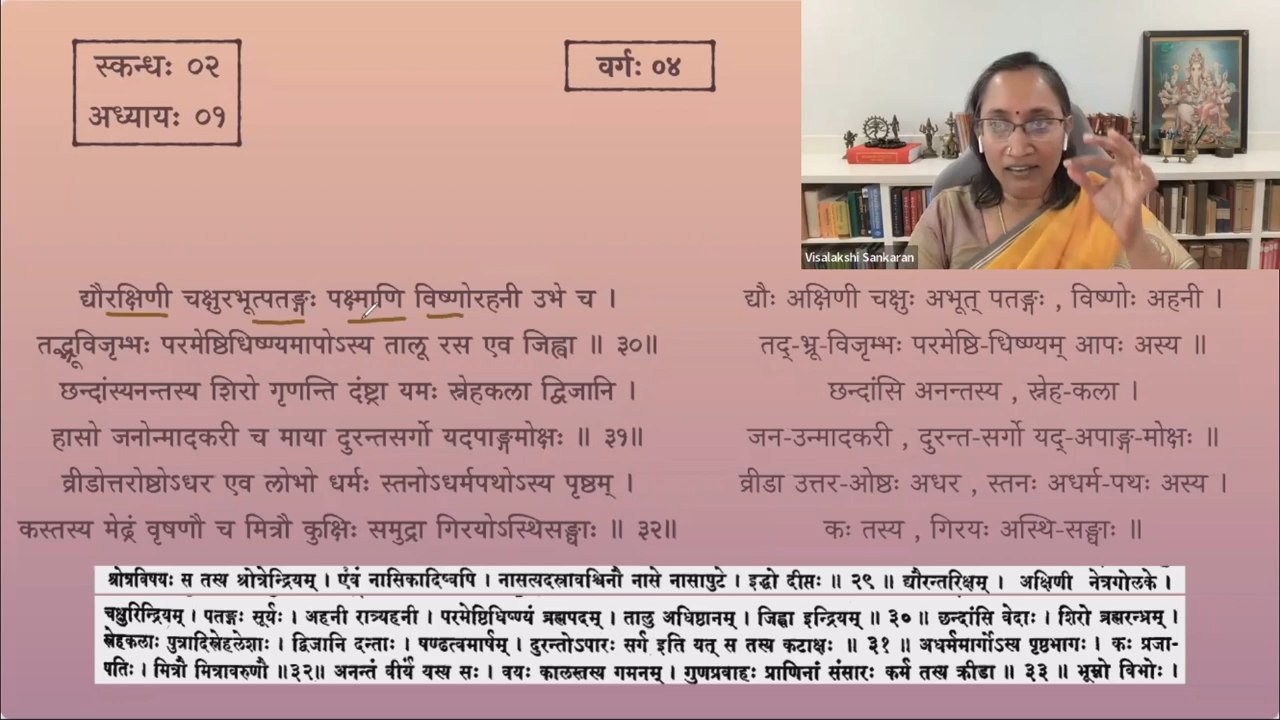 स्कन्धः ०२
अध्यायः ०१
वर्गः ०४
Visalakshi Sankaran
द्यौरक्षिणी चक्षुरभूत्पतङ्गः पक्ष्माणि विष्णोरहनी उभे च ।
तद्भ्रूविजृम्भः परमेष्ठिधिष्ण्यमापोऽस्य तालू रस एव जिह्वा ॥ ३०॥
छन्दांस्यनन्तस्य शिरो गृणन्ति दंष्ट्रा यमः स्नेहकला द्विजानि ।
हासो जनोन्मादकरी च माया दुरन्तसर्गो यदपाङ्गमोक्षः ॥ ३१॥
व्रीडोत्तरोष्ठोऽधर एव लोभो धर्मः स्तनोऽधर्मपथोऽस्य पृष्ठम् ।
कस्तस्य मेढ्रं वृषणौ च मित्रौ कुक्षिः समुद्रा गिरयोऽस्थिसङ्घाः ॥ ३२॥
द्यौः अक्षिणी चक्षुः अभूत् पतङ्गः , विष्णोः अहनी ।
तद्-भ्रू-विजृम्भः परमेष्ठि-धिष्ण्यम् आपः अस्य ॥
छन्दांसि अनन्तस्य , स्नेह-कला ।
जन-उन्मादकरी , दुरन्त-सर्गो यद्-अपाङ्ग-मोक्षः ॥
व्रीडा उत्तर-ओष्ठः अधर , स्तनः अधर्म-पथः अस्य ।
कः तस्य , गिरयः अस्थि-सङ्घाः ॥
श्रोत्रविषयः स तस्य श्रोत्रेन्द्रियम् । एवं नासिकादिष्वपि । नासत्यदस्रावश्विनौ नासे नासापुटे । इद्धो दीप्तः ॥ २९ ॥ द्यौरन्तरिक्षम् । अक्षिणी नेत्रगोलके ।
चक्षुरिन्द्रियम् । पतङ्गः सूर्यः । अहनी रात्र्यहनी । परमेष्ठिधिष्ण्यं ब्रह्मपदम् । तालु अधिष्ठानम् । जिह्वा इन्द्रियम् ॥ ३० ॥ छन्दांसि वेदाः । शिरो ब्रह्मरन्ध्रम् ।
स्नेहकलाः पुत्रादिस्नेहलेशाः । द्विजानि दन्ताः । षण्ढत्वमार्षम् । दुरन्तोऽपारः सर्ग इति यत् स तस्य कटाक्षः ॥ ३१ ॥ अधर्ममार्गोऽस्य पृष्ठभागः । कः प्रजा-
पतिः । मित्रौ मित्रावरुणौ ॥३२॥ अनन्तं वीर्यं यस्य सः । वयः कालस्तस्य गमनम् । गुणप्रवाहः प्राणिनां संसारः कर्म तस्य क्रीडा ॥ ३३ ॥ भूम्नो विभोः ।